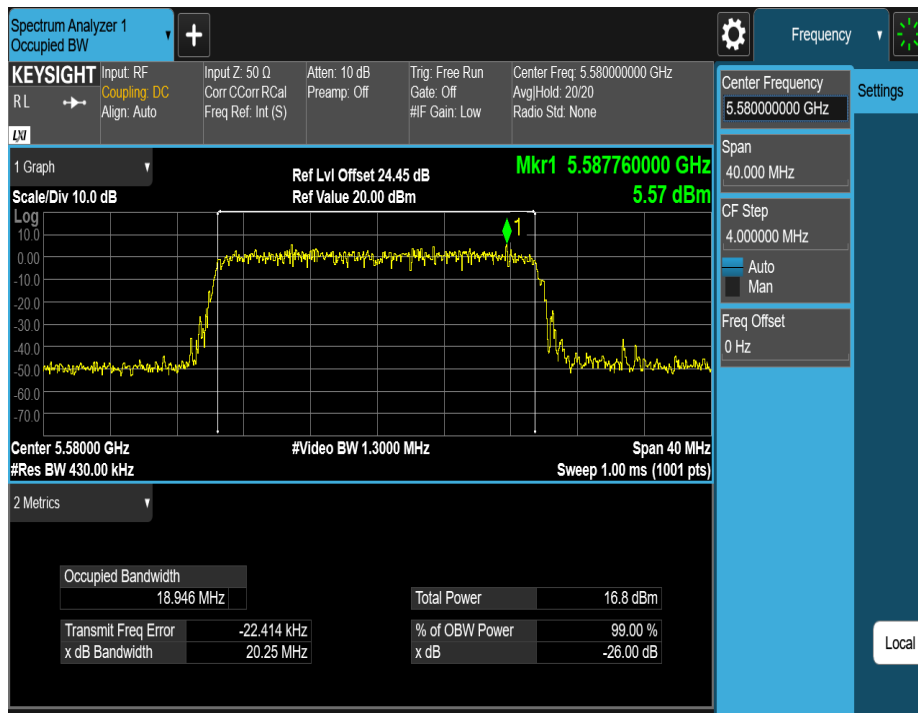 Spectrum Analyzer 1
Occupied BW
+
Frequency
KEYSIGHT
RL
LXI
Input: RF
Coupling: DC
Align: Auto
Input Z: 50 Ω
Corr CCorr RCal
Freq Ref: Int (S)
Atten: 10 dB
Preamp: Off
Trig: Free Run
Gate: Off
#IF Gain: Low
Center Freq: 5.580000000 GHz
Avg|Hold: 20/20
Radio Std: None
Center Frequency
5.580000000 GHz
Settings
Span
40.000 MHz
CF Step
4.000000 MHz
Auto
Man
Freq Offset
0 Hz
Local
1 Graph
Scale/Div 10.0 dB
Ref Lvl Offset 24.45 dB
Ref Value 20.00 dBm
Mkr1 5.587760000 GHz
5.57 dBm
Log
10.0
0.00
-10.0
-20.0
-30.0
-40.0
-50.0
-60.0
-70.0
1
Center 5.58000 GHz
#Video BW 1.3000 MHz
Span 40 MHz
#Res BW 430.00 kHz
Sweep 1.00 ms (1001 pts)
2 Metrics
Occupied Bandwidth
18.946 MHz
Total Power 16.8 dBm
Transmit Freq Error -22.414 kHz
% of OBW Power 99.00 %
x dB Bandwidth 20.25 MHz
x dB -26.00 dB